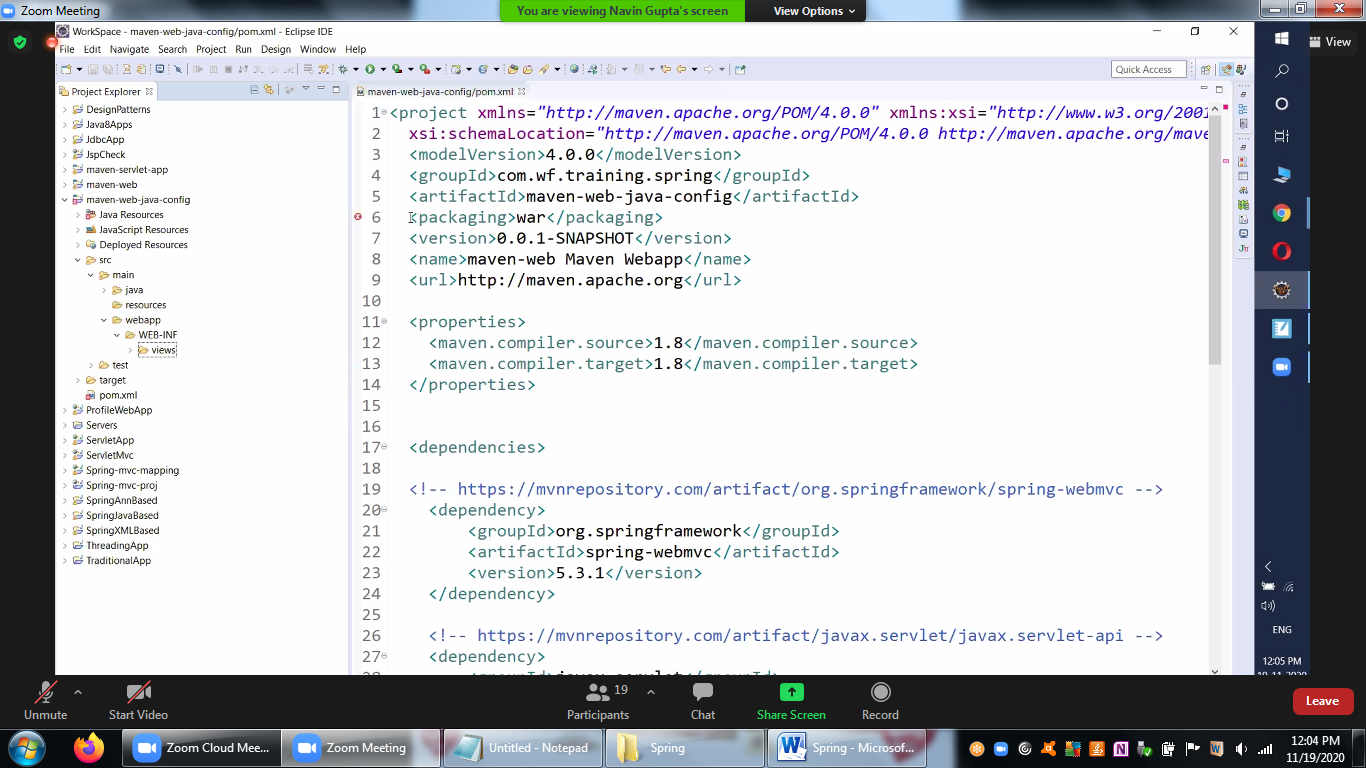 Zoom Meeting
You are viewing Navin Gupta's screen
View Options
WorkSpace - maven-web-java-config/pom.xml - Eclipse IDE
View
File Edit Navigate Search Project Run Design Window Help
Quick Access
Project Explorer
DesignPatterns
Java8Apps
JdbcApp
JspCheck
maven-servlet-app
maven-web
maven-web-java-config
Java Resources
JavaScript Resources
Deployed Resources
src
main
java
resources
webapp
WEB-INF
views
test
target
pom.xml
ProfileWebApp
Servers
ServletApp
ServletMvc
Spring-mvc-mapping
Spring-mvc-proj
SpringAnnBased
SpringJavaBased
SpringXMLBased
ThreadingApp
TraditionalApp
maven-web-java-config/pom.xml
1 <project xmlns="http://maven.apache.org/POM/4.0.0" xmlns:xsi="http://www.w3.org/2001
2 xsi:schemaLocation="http://maven.apache.org/POM/4.0.0 http://maven.apache.org/mave
3 <modelVersion>4.0.0</modelVersion>
4 <groupId>com.wf.training.spring</groupId>
5 <artifactId>maven-web-java-config</artifactId>
6 <packaging>war</packaging>
7 <version>0.0.1-SNAPSHOT</version>
8 <name>maven-web Maven Webapp</name>
9 <url>http://maven.apache.org</url>
10
11 <properties>
12 <maven.compiler.source>1.8</maven.compiler.source>
13 <maven.compiler.target>1.8</maven.compiler.target>
14 </properties>
15
16
17 <dependencies>
18
19 <!-- https://mvnrepository.com/artifact/org.springframework/spring-webmvc -->
20 <dependency>
21 <groupId>org.springframework</groupId>
22 <artifactId>spring-webmvc</artifactId>
23 <version>5.3.1</version>
24 </dependency>
25
26 <!-- https://mvnrepository.com/artifact/javax.servlet/javax.servlet-api -->
27 <dependency>
ENG
12:05 PM
Unmute
Start Video
19
Participants
Chat
Share Screen
Record
Leave
Zoom Cloud Mee...
Zoom Meeting
Untitled - Notepad
Spring
Spring - Microsof...
12:04 PM
11/19/2020